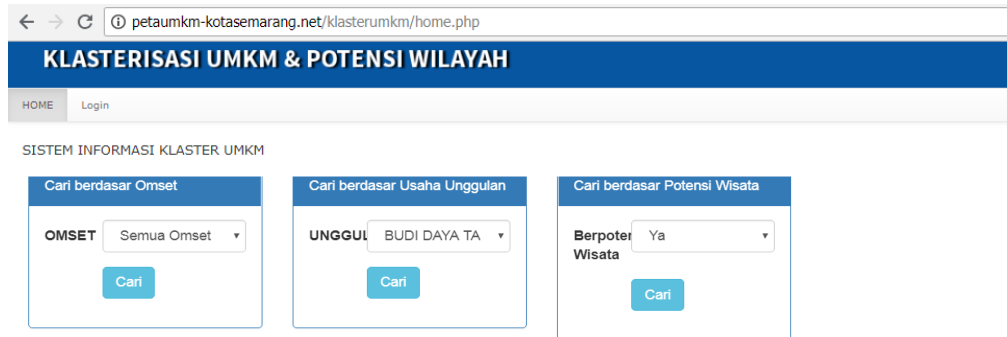 petaumkm-kotasemarang.net/klasterumkm/home.php
KLASTERISASI UMKM & POTENSI WILAYAH
HOME Login
SISTEM INFORMASI KLASTER UMKM
Cari berdasar Omset
OMSET Semua Omset
Cari
Cari berdasar Usaha Unggulan
UNGGUL BUDI DAYA TA
Cari
Cari berdasar Potensi Wisata
Berpoter Ya
Wisata
Cari